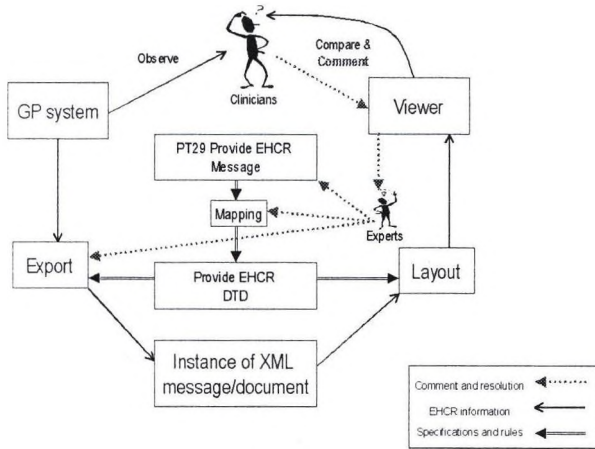 ?
Observe
Compare &
Comment
Clinicians
GP system
Viewer
PT29 Provide EHCR
Message
Mapping
Experts
Export
Provide EHCR
DTD
Layout
Instance of XML
message/document
Comment and resolution
EHCR information
Specifications and rules